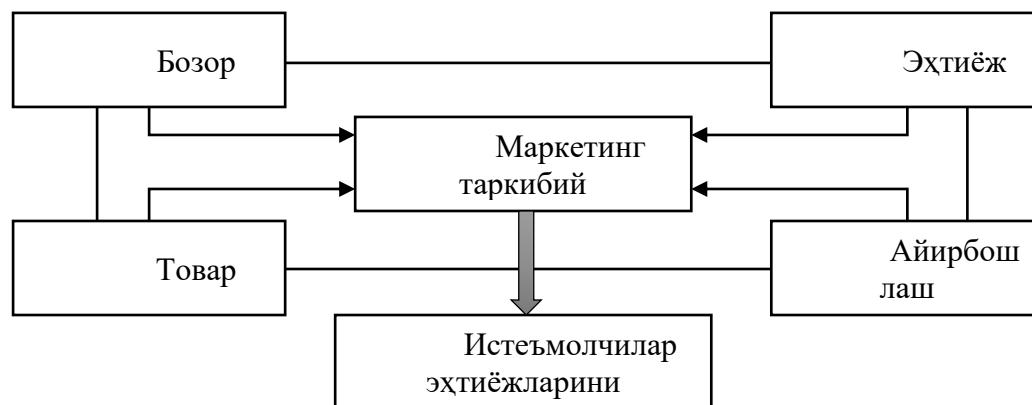 Бозор
Эҳтиёж
Маркетинг
таркибий
Товар
Айирбош
лаш
Истеъмолчилар
эҳтиёжларини